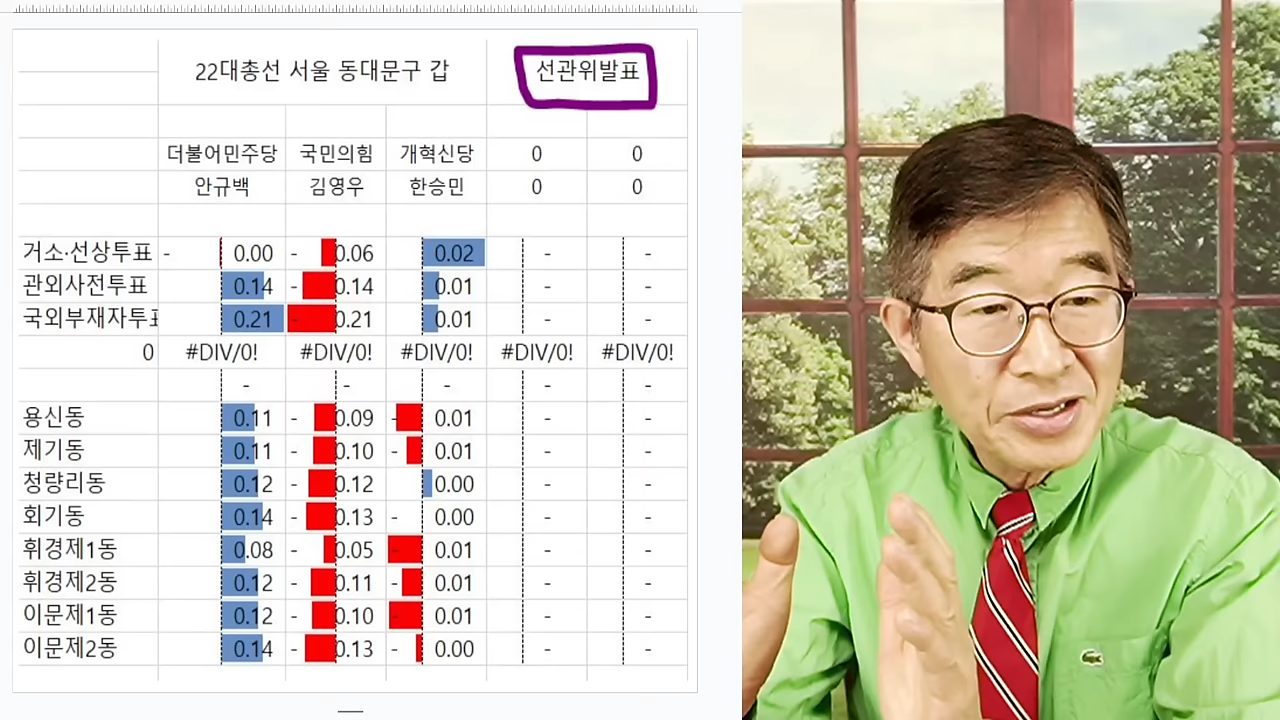 22대총선 서울 동대문구 갑 선관위발표
더불어민주당 국민의힘 개혁신당 0 0
안규백 김영우 한승민 0 0
거소·선상투표 - 0.00 - 0.06 0.02 - -
관외사전투표 0.14 - 0.14 0.01 - -
국외부재자투표 0.21 - 0.21 0.01 - -
0 #DIV/0! #DIV/0! #DIV/0! #DIV/0! #DIV/0!
- - - - -
용신동 0.11 - 0.09 - 0.01 - -
제기동 0.11 - 0.10 - 0.01 - -
청량리동 0.12 - 0.12 0.00 - -
회기동 0.14 - 0.13 - 0.00 - -
휘경제1동 0.08 - 0.05 - 0.01 - -
휘경제2동 0.12 - 0.11 - 0.01 - -
이문제1동 0.12 - 0.10 - 0.01 - -
이문제2동 0.14 - 0.13 - 0.00 - -